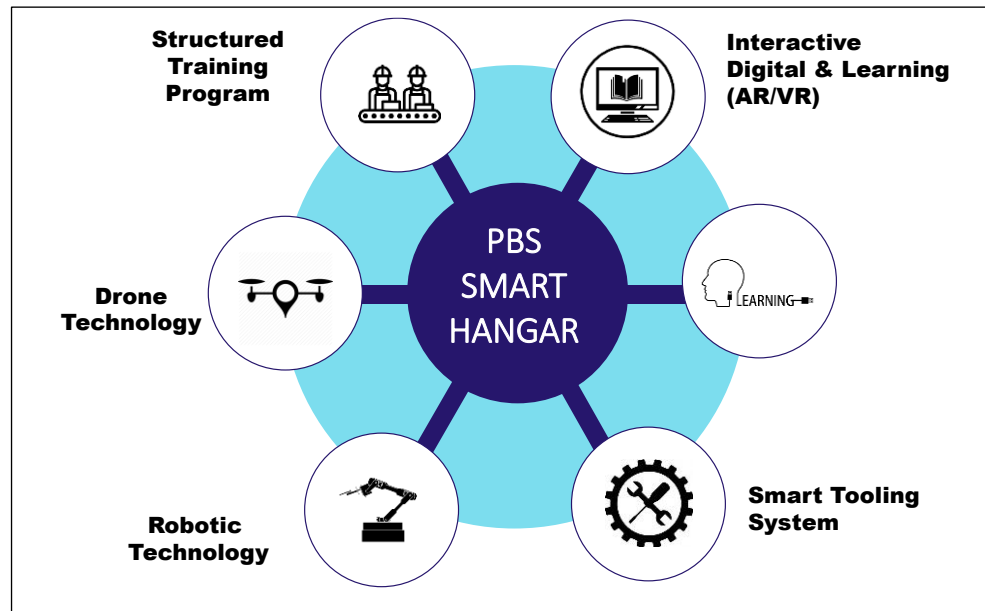 Structured
Training
Program
Interactive
Digital & Learning
(AR/VR)
PBS
SMART
HANGAR
LEARNING
Drone
Technology
Robotic
Technology
Smart Tooling
System